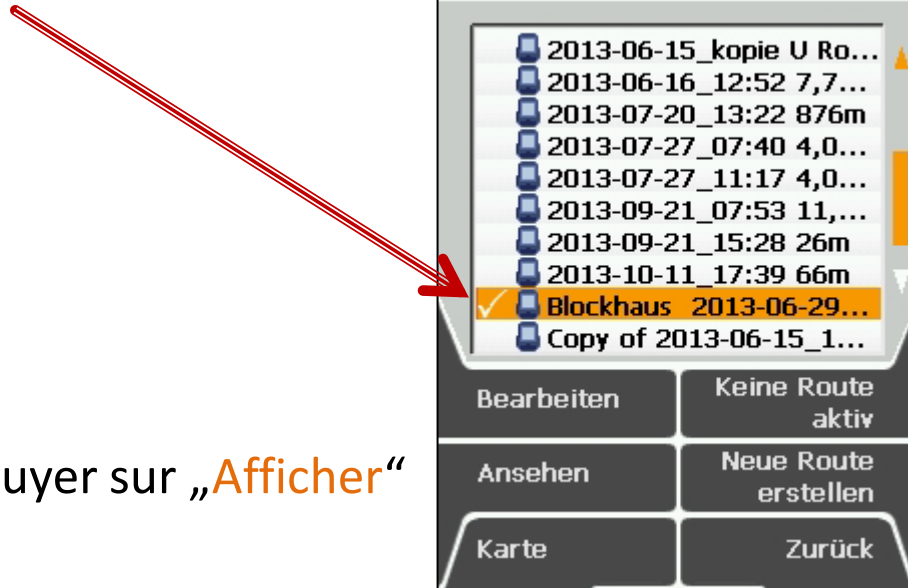 2013-06-15_kopie U Ro...
2013-06-16_12:52 7,7...
2013-07-20_13:22 876m
2013-07-27_07:40 4,0...
2013-07-27_11:17 4,0...
2013-09-21_07:53 11,...
2013-09-21_15:28 26m
2013-10-11_17:39 66m
Blockhaus 2013-06-29...
Copy of 2013-06-15_1...
Bearbeiten
Keine Route
aktiv
uyer sur „Afficher“
Ansehen
Neue Route
erstellen
Karte
Zurück